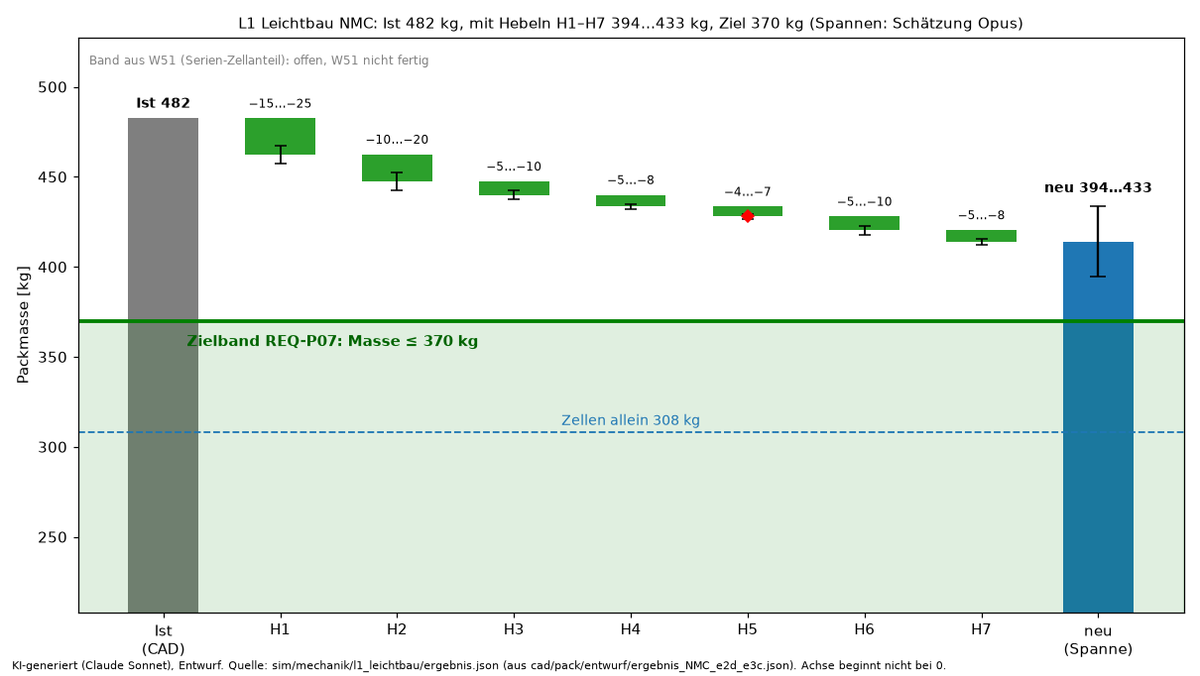 L1 Leichtbau NMC: Ist 482 kg, mit Hebeln H1–H7 394…433 kg, Ziel 370 kg (Spannen: Schätzung Opus)
Band aus W51 (Serien-Zellanteil): offen, W51 nicht fertig
Ist 482
−15…−25
−10…−20
−5…−10
−5…−8
−4…−7
−5…−10
−5…−8
neu 394…433
Zielband REQ-P07: Masse ≤ 370 kg
Zellen allein 308 kg
Packmasse [kg]
500
450
400
350
300
250
Ist
(CAD)
H1
H2
H3
H4
H5
H6
H7
neu
(Spanne)
KI-generiert (Claude Sonnet), Entwurf. Quelle: sim/mechanik/l1_leichtbau/ergebnis.json (aus cad/pack/entwurf/ergebnis_NMC_e2d_e3c.json). Achse beginnt nicht bei 0.